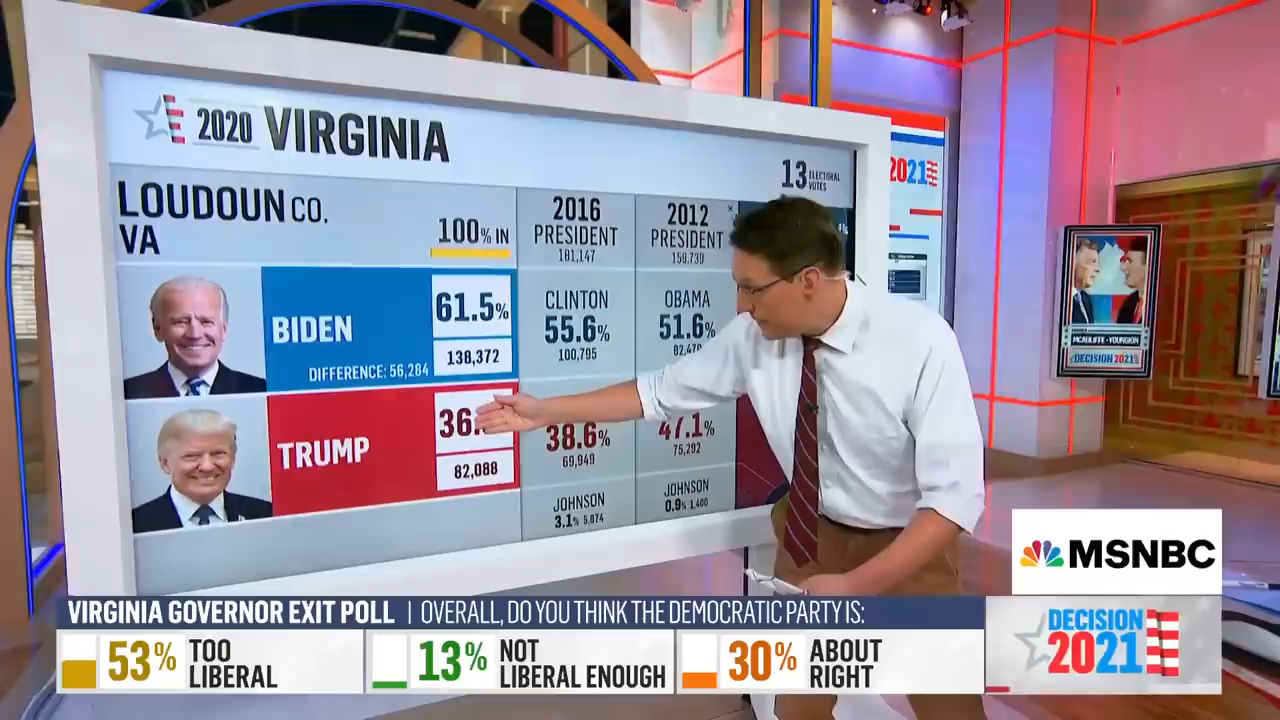 2020 VIRGINIA
13 ELECTORAL VOTES
LOUDOUN CO.
VA
100% IN
2016
PRESIDENT
181,147
2012
PRESIDENT
159,739
BIDEN
61.5%
138,372
DIFFERENCE: 56,284
CLINTON
55.6%
100,795
OBAMA
51.6%
TRUMP
36.
82,088
38.6%
69,949
47.1%
75,292
JOHNSON
3.1% 5,074
JOHNSON
0.9% 1,400
2021
MCAULIFFE - YOUNGKIN
DECISION 2021
MSNBC
VIRGINIA GOVERNOR EXIT POLL | OVERALL, DO YOU THINK THE DEMOCRATIC PARTY IS:
53% TOO LIBERAL
13% NOT LIBERAL ENOUGH
30% ABOUT RIGHT
DECISION
2021